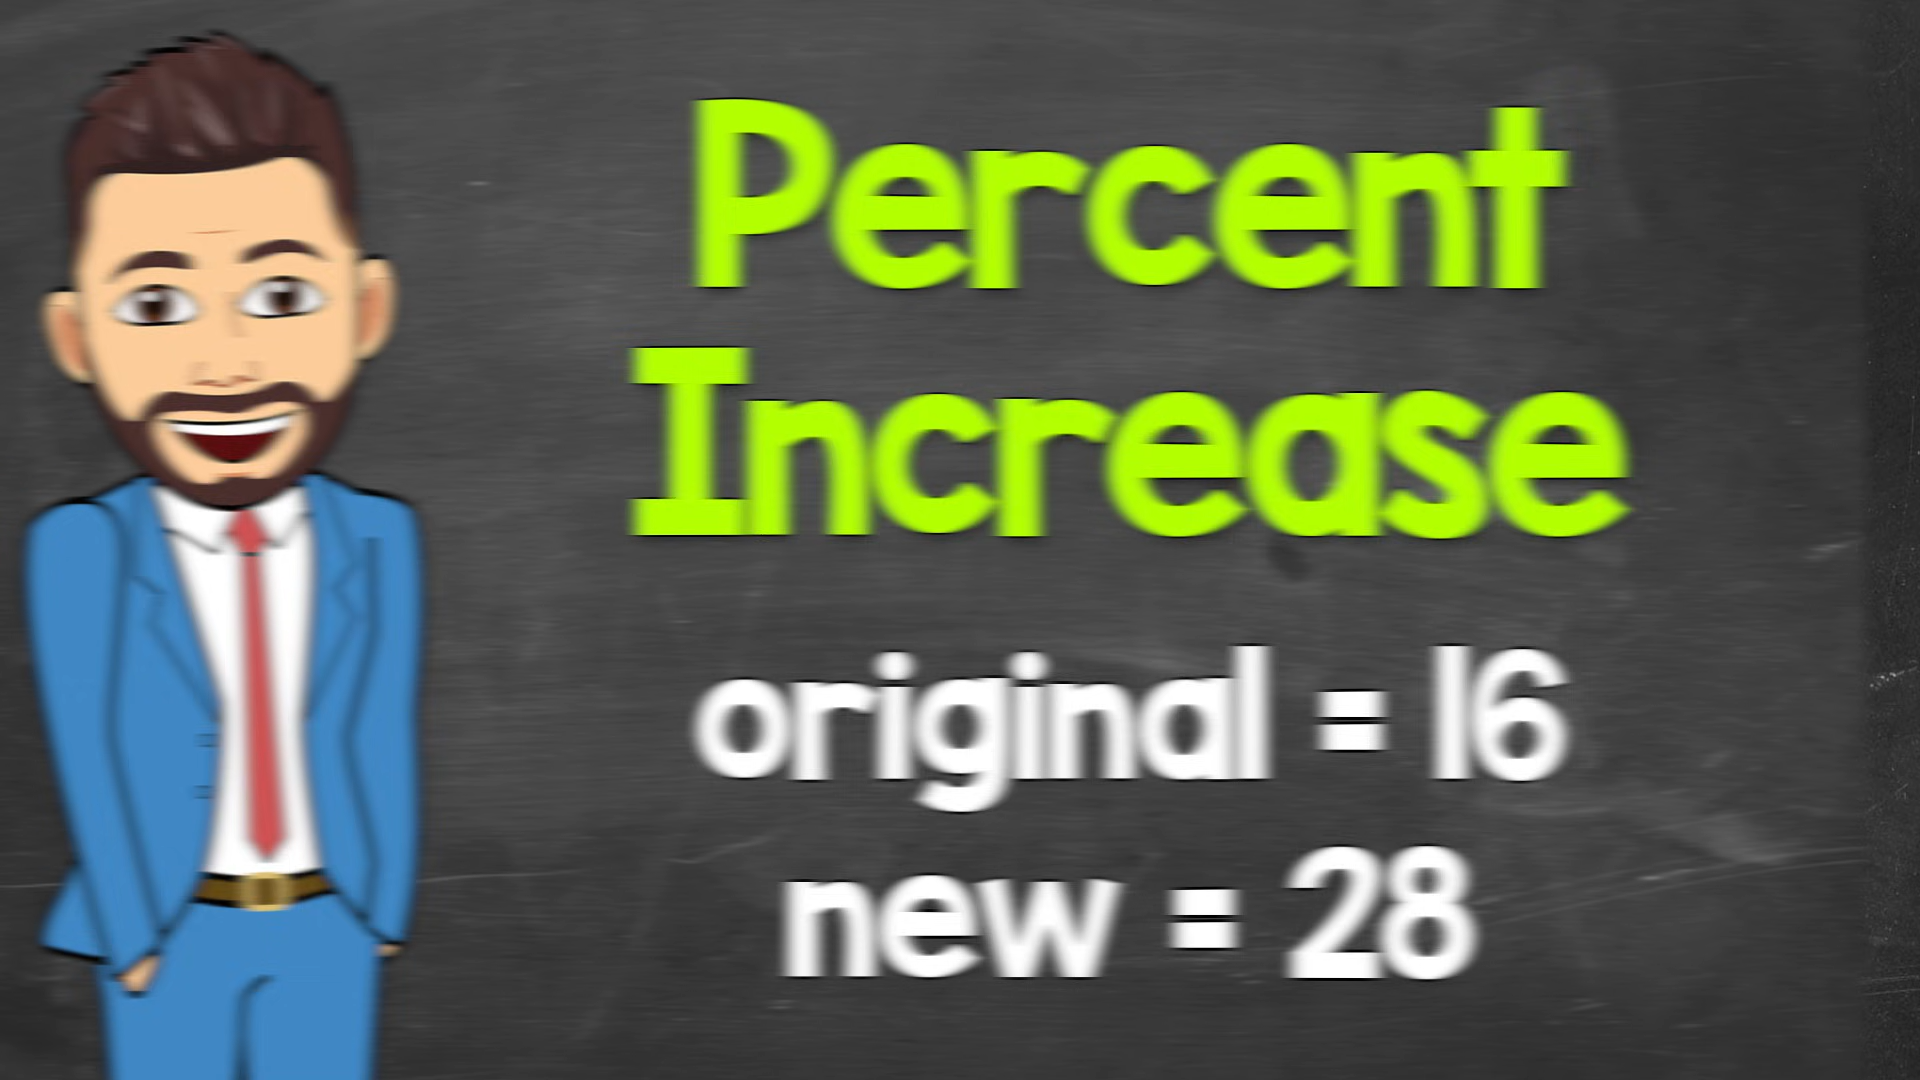 Percent
Increase
original = 16
new = 28